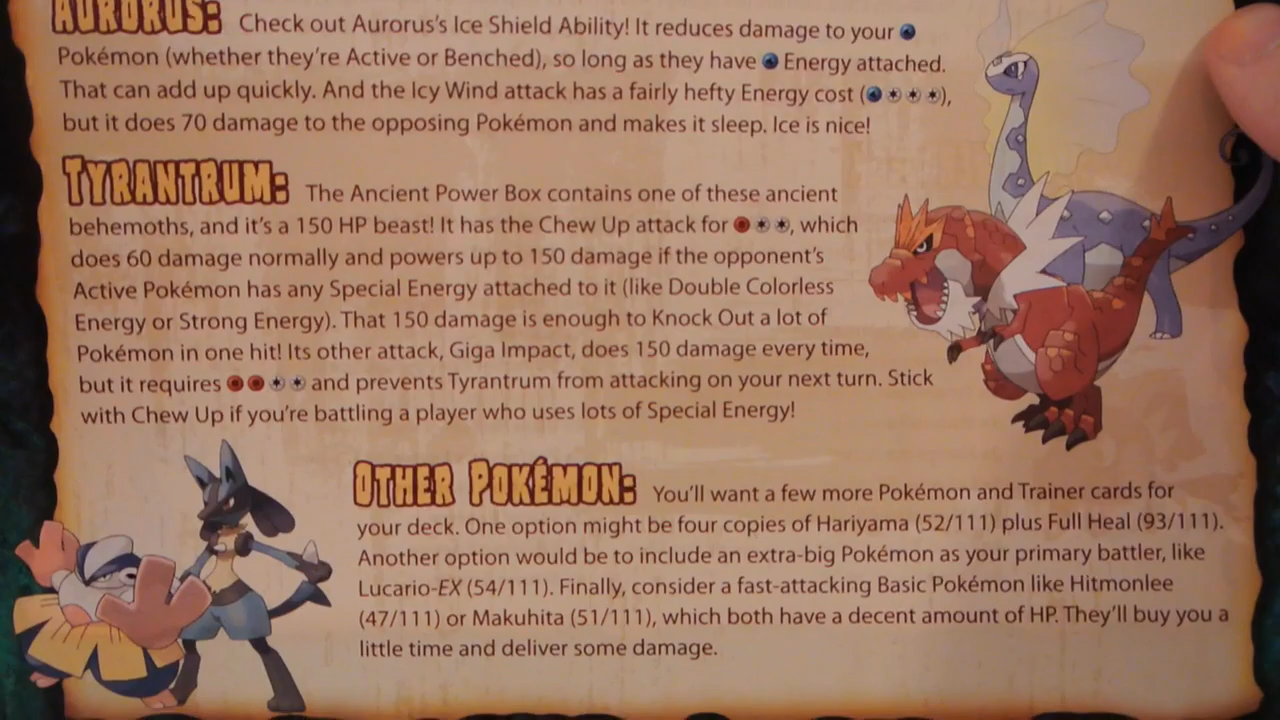 AURORUS: Check out Aurorus's Ice Shield Ability! It reduces damage to your
Pokémon (whether they're Active or Benched), so long as they have Energy attached.
That can add up quickly. And the Icy Wind attack has a fairly hefty Energy cost ( ),
but it does 70 damage to the opposing Pokémon and makes it sleep. Ice is nice!
TYRANTRUM: The Ancient Power Box contains one of these ancient
behemoths, and it's a 150 HP beast! It has the Chew Up attack for , which
does 60 damage normally and powers up to 150 damage if the opponent's
Active Pokémon has any Special Energy attached to it (like Double Colorless
Energy or Strong Energy). That 150 damage is enough to Knock Out a lot of
Pokémon in one hit! Its other attack, Giga Impact, does 150 damage every time,
but it requires and prevents Tyrantrum from attacking on your next turn. Stick
with Chew Up if you're battling a player who uses lots of Special Energy!
OTHER POKÉMON: You'll want a few more Pokémon and Trainer cards for
your deck. One option might be four copies of Hariyama (52/111) plus Full Heal (93/111).
Another option would be to include an extra-big Pokémon as your primary battler, like
Lucario-EX (54/111). Finally, consider a fast-attacking Basic Pokémon like Hitmonlee
(47/111) or Makuhita (51/111), which both have a decent amount of HP. They'll buy you a
little time and deliver some damage.